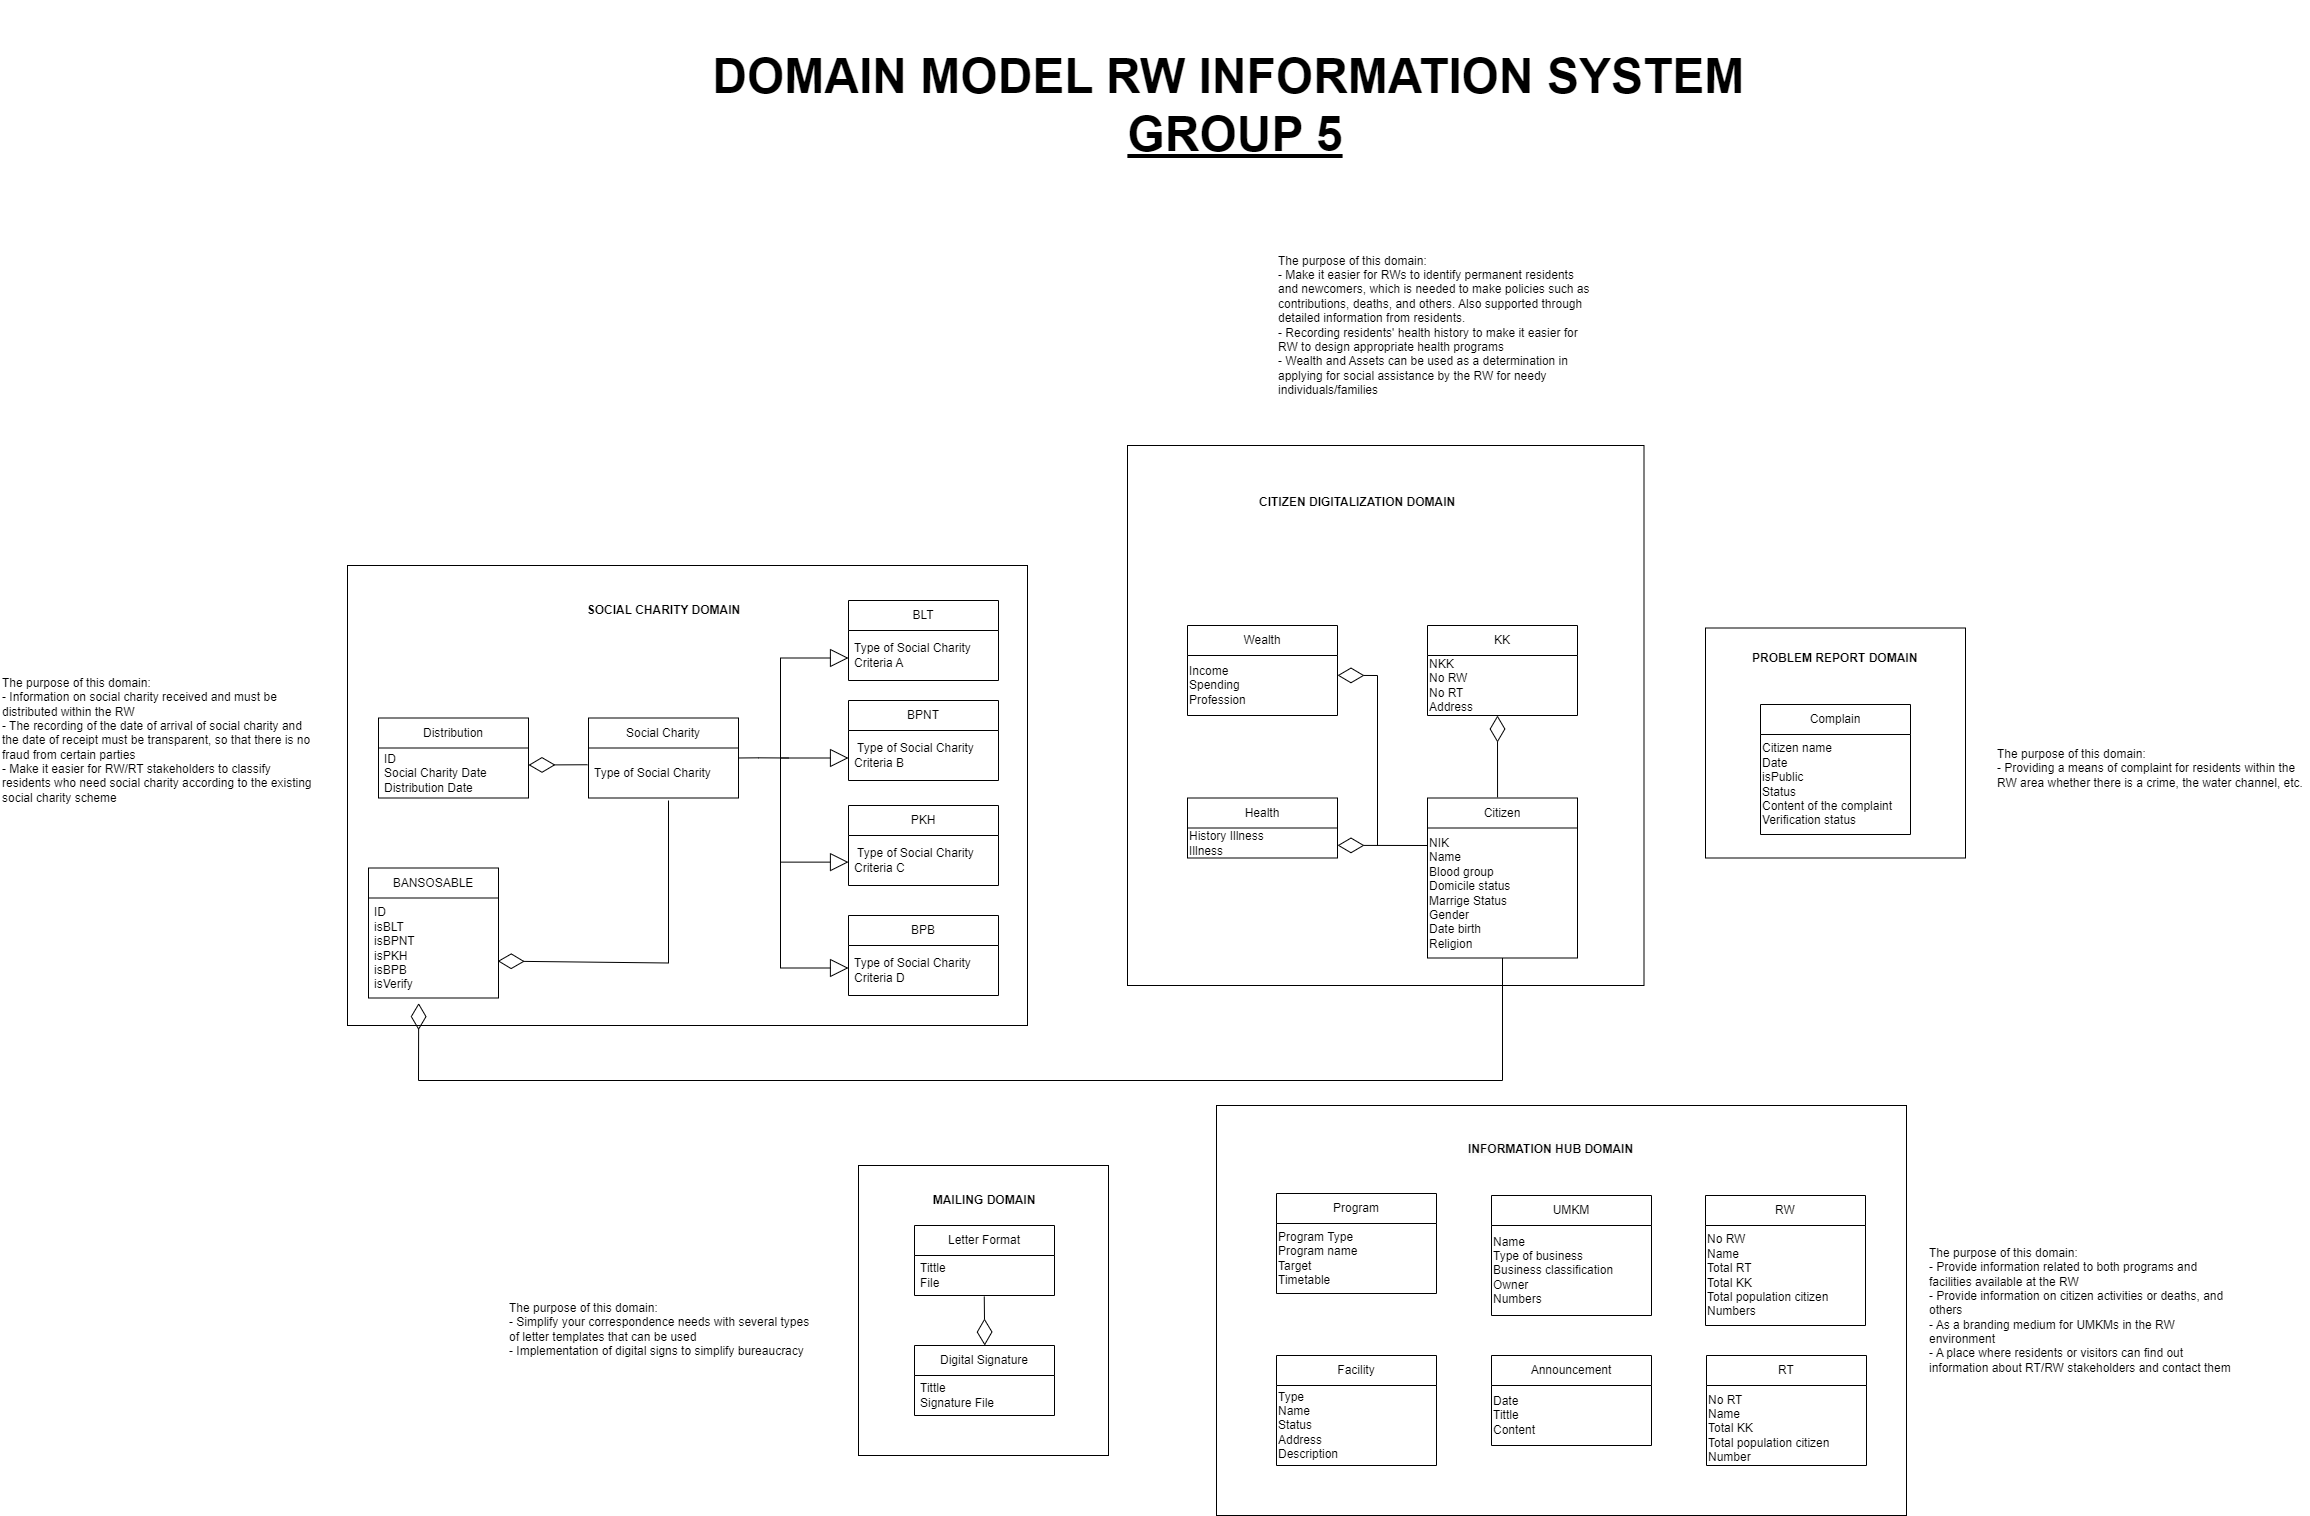 DOMAIN MODEL RW INFORMATION SYSTEM
GROUP 5
The purpose of this domain:
- Make it easier for RWs to identify permanent residents
and newcomers, which is needed to make policies such as
contributions, deaths, and others. Also supported through
detailed information from residents.
- Recording residents' health history to make it easier for
RW to design appropriate health programs
- Wealth and Assets can be used as a determination in
applying for social assistance by the RW for needy
individuals/families
The purpose of this domain:
- Information on social charity received and must be
distributed within the RW
- The recording of the date of arrival of social charity and
the date of receipt must be transparent, so that there is no
fraud from certain parties
- Make it easier for RW/RT stakeholders to classify
residents who need social charity according to the existing
social charity scheme
SOCIAL CHARITY DOMAIN
Distribution
ID
Social Charity Date
Distribution Date
Social Charity
Type of Social Charity
BLT
Type of Social Charity
Criteria A
BPNT
Type of Social Charity
Criteria B
PKH
Type of Social Charity
Criteria C
BPB
Type of Social Charity
Criteria D
BANSOSABLE
ID
isBLT
isBPNT
isPKH
isBPB
isVerify
CITIZEN DIGITALIZATION DOMAIN
Wealth
Income
Spending
Profession
KK
NKK
No RW
No RT
Address
Health
History Illness
Illness
Citizen
NIK
Name
Blood group
Domicile status
Marrige Status
Gender
Date birth
Religion
PROBLEM REPORT DOMAIN
Complain
Citizen name
Date
isPublic
Status
Content of the complaint
Verification status
The purpose of this domain:
- Providing a means of complaint for residents within the
RW area whether there is a crime, the water channel, etc.
The purpose of this domain:
- Simplify your correspondence needs with several types
of letter templates that can be used
- Implementation of digital signs to simplify bureaucracy
MAILING DOMAIN
Letter Format
Tittle
File
Digital Signature
Tittle
Signature File
INFORMATION HUB DOMAIN
Program
Program Type
Program name
Target
Timetable
UMKM
Name
Type of business
Business classification
Owner
Numbers
RW
No RW
Name
Total RT
Total KK
Total population citizen
Numbers
Facility
Type
Name
Status
Address
Description
Announcement
Date
Tittle
Content
RT
No RT
Name
Total KK
Total population citizen
Number
The purpose of this domain:
- Provide information related to both programs and
facilities available at the RW
- Provide information on citizen activities or deaths, and
others
- As a branding medium for UMKMs in the RW
environment
- A place where residents or visitors can find out
information about RT/RW stakeholders and contact them